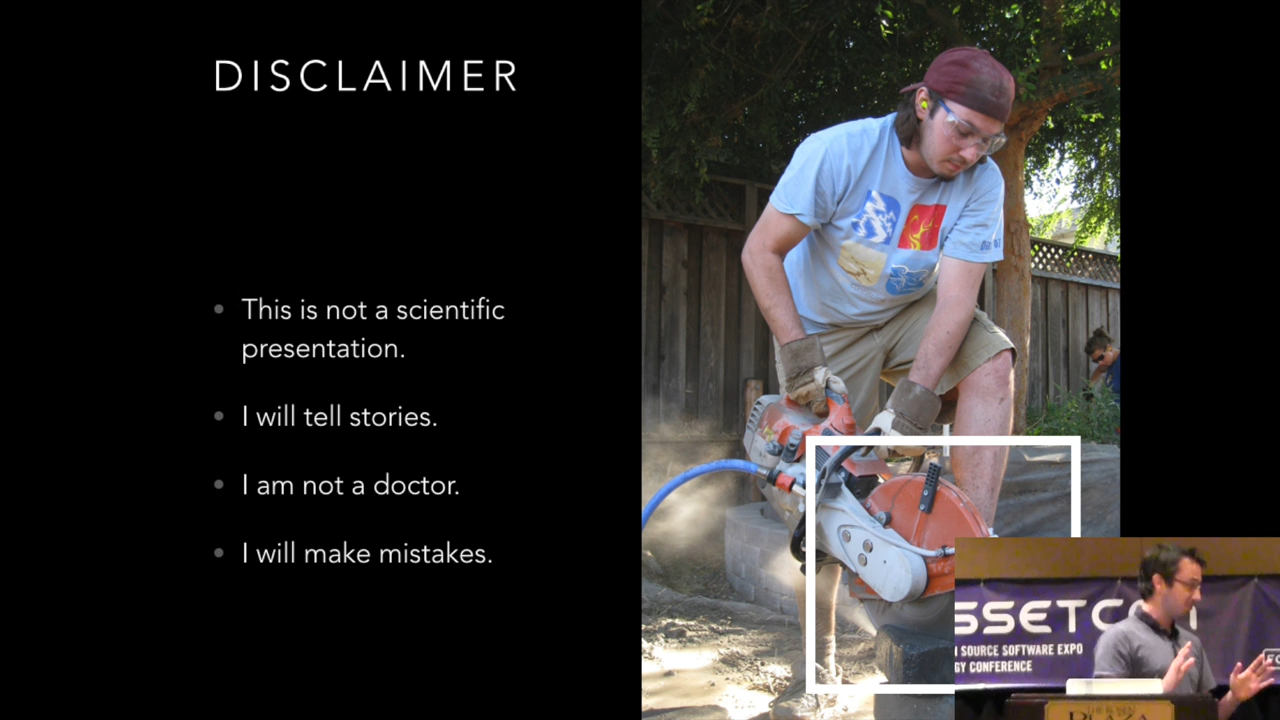 DISCLAIMER
This is not a scientific
presentation.
I will tell stories.
I am not a doctor.
I will make mistakes.
SSETC
N SOURCE SOFTWARE EXPO
GY CONFERENCE
PLAZA